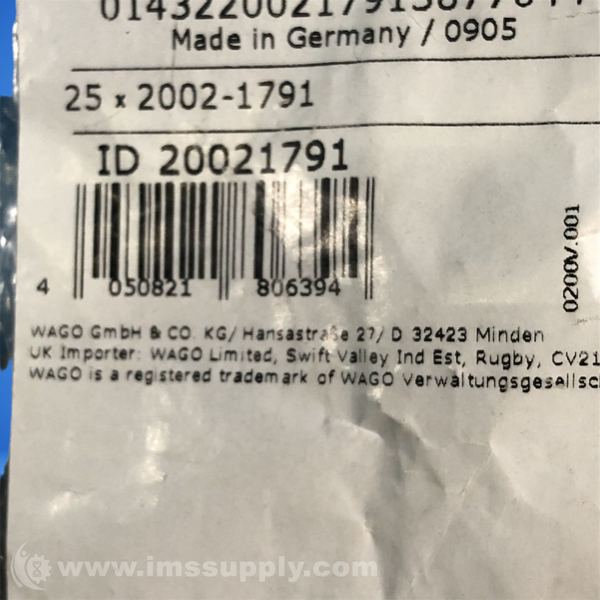 Made in Germany / 0905
25 x 2002-1791
ID 20021791
4 050821 806394
0200V.001
WAGO GmbH & CO. KG/ Hansastraße 27/ D 32423 Minden
UK Importer: WAGO Limited, Swift Valley Ind Est, Rugby, CV21
WAGO is a registered trademark of WAGO Verwaltungsgesellsc
www.imssupply.com